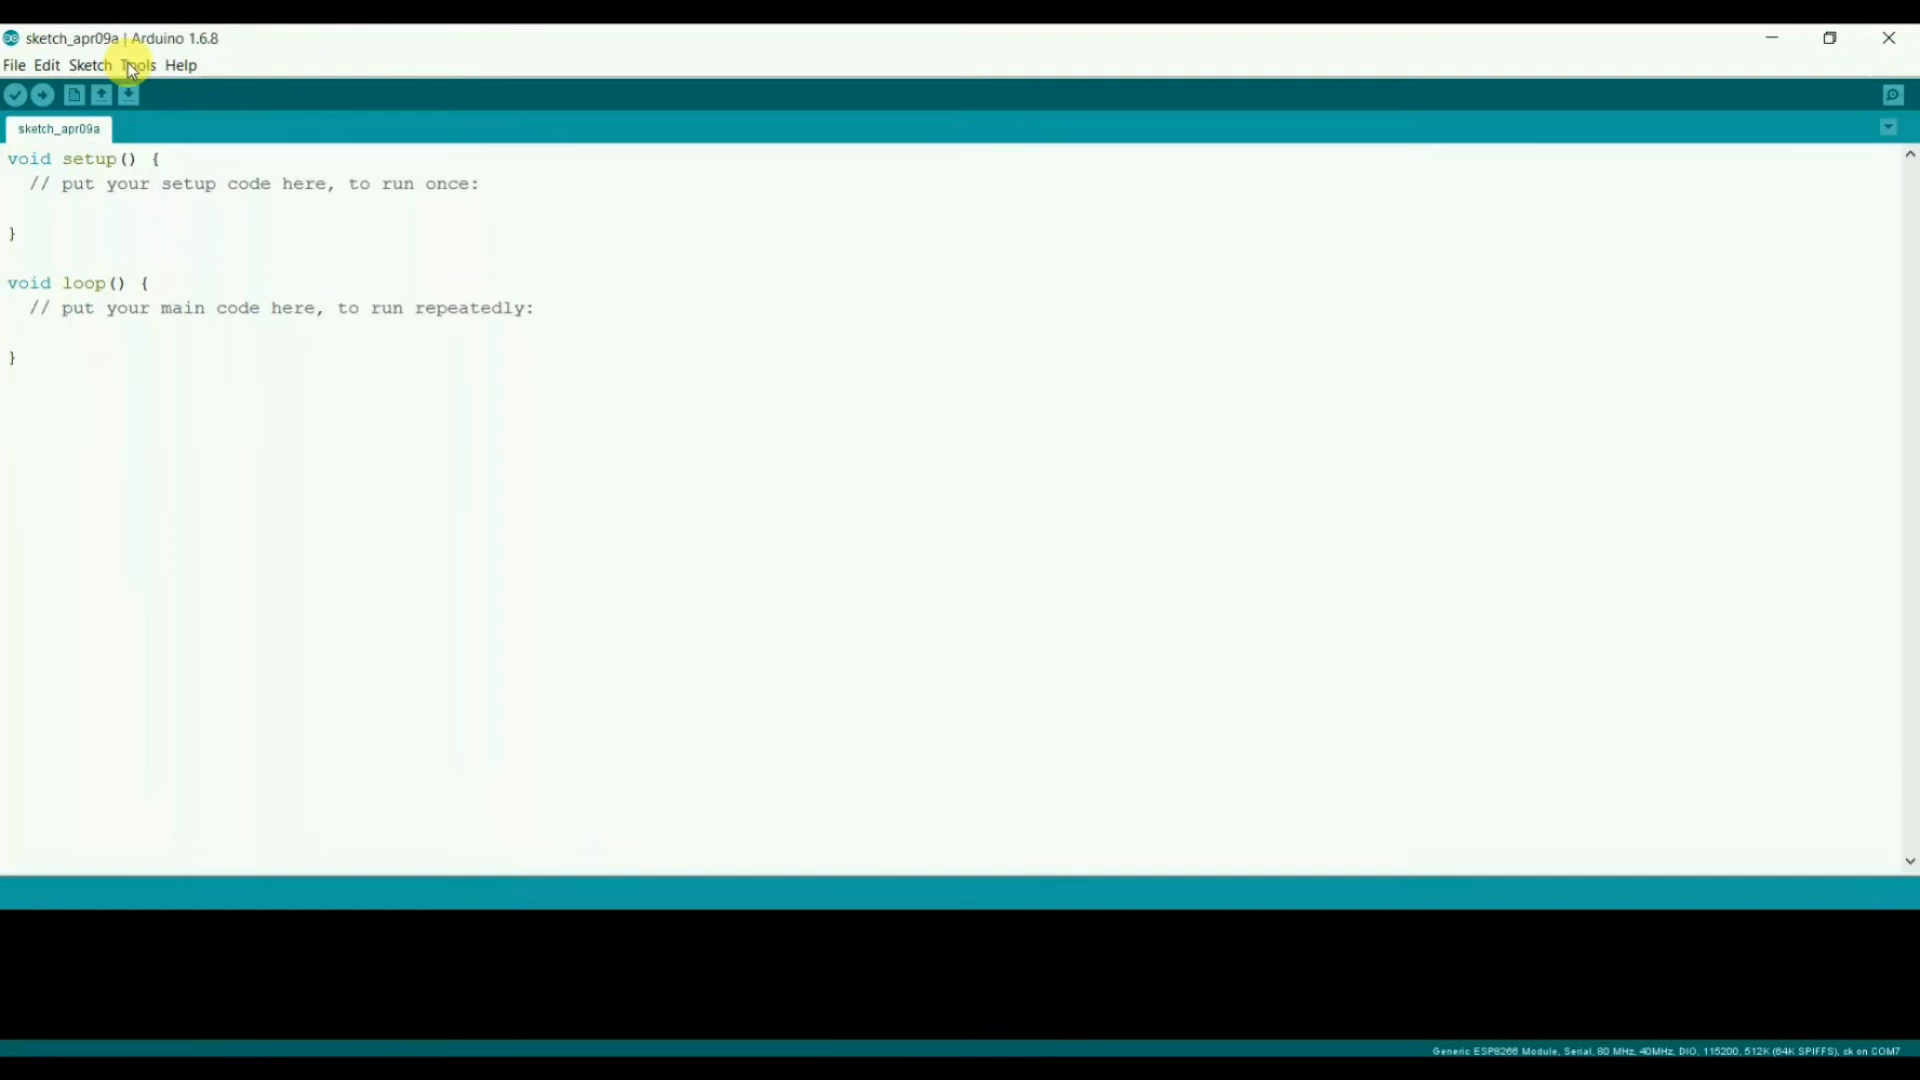 sketch_apr09a | Arduino 1.6.8
File Edit Sketch Tools Help
sketch_apr09a
void setup() {
// put your setup code here, to run once:
}
void loop() {
// put your main code here, to run repeatedly:
}
Generic ESP8266 Module, Serial, 80 MHz, 40MHz, DIO, 115200, 512K (64K SPIFFS), ck on COM7